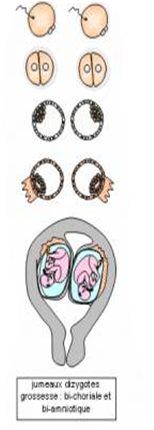 jumeaux dizygotes
grossesse : bi-choriale et
bi-amniotique